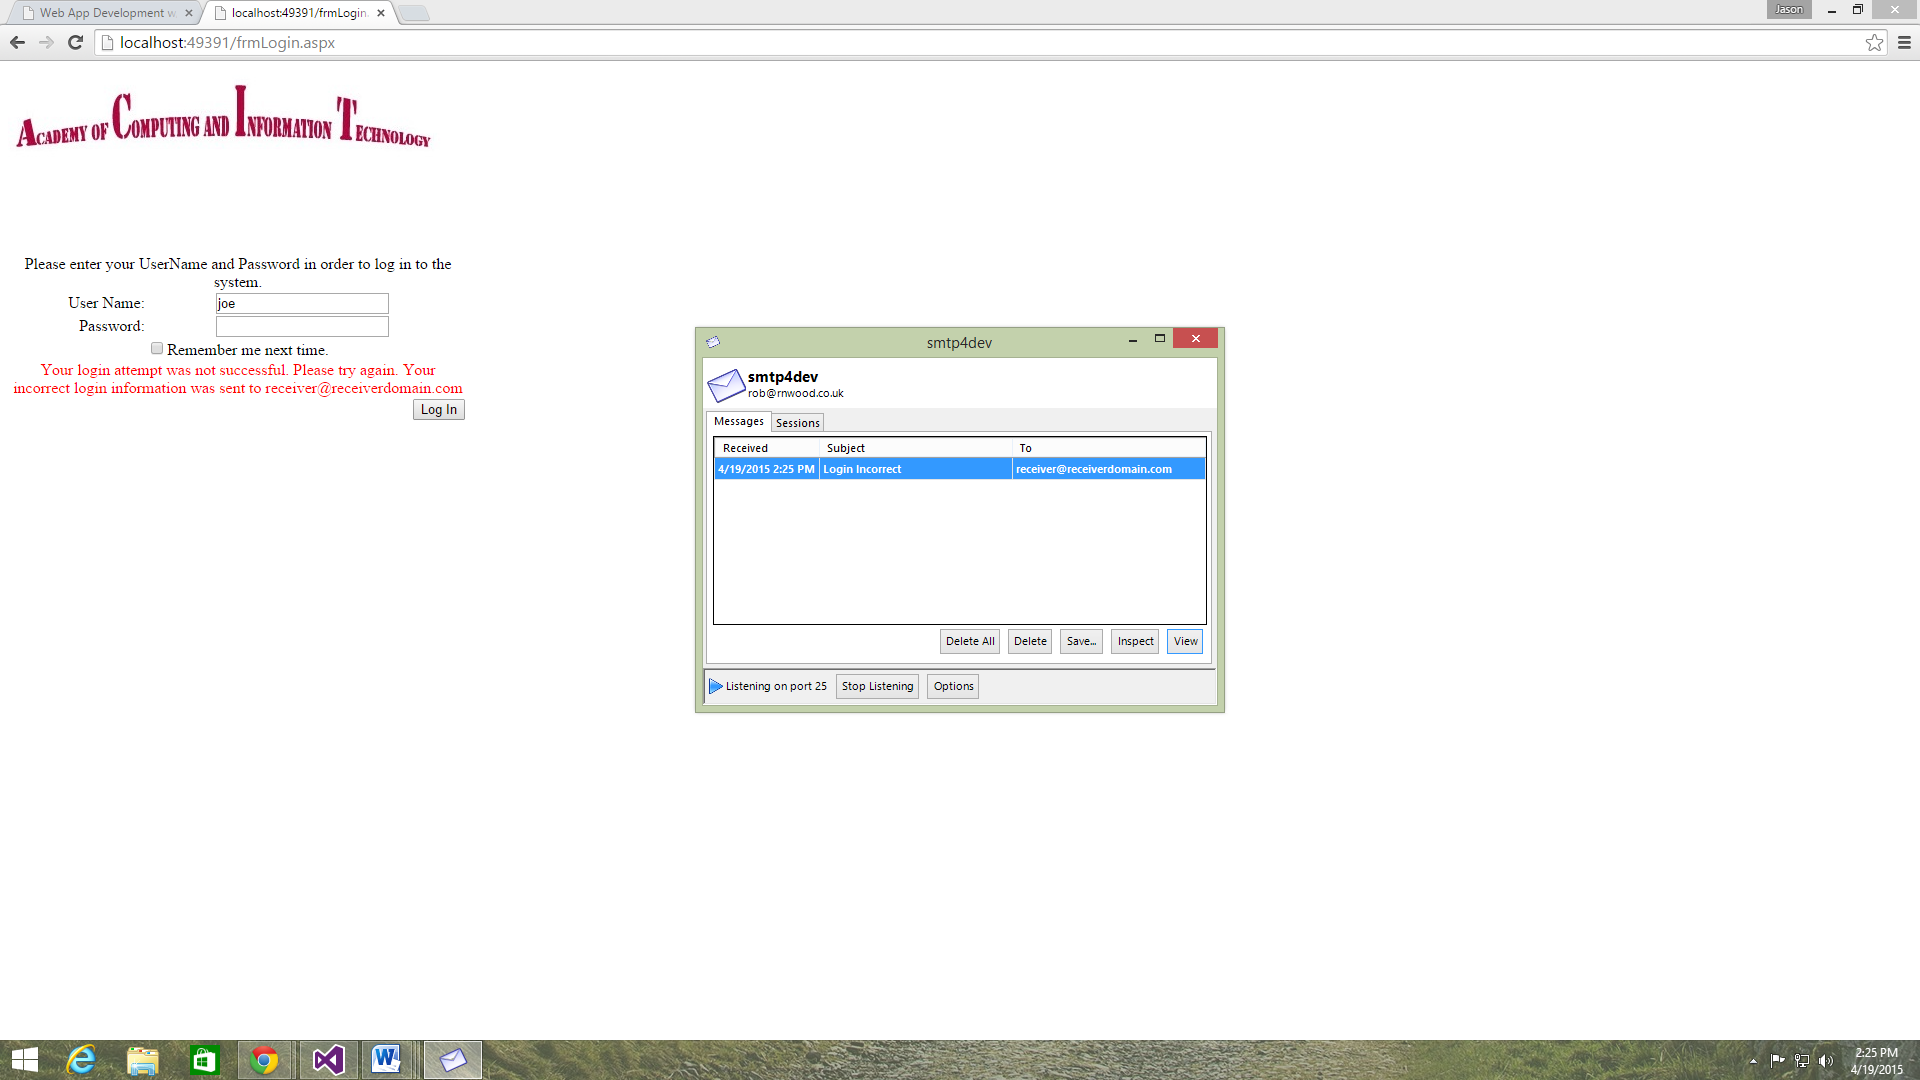 Web App Development w
localhost:49391/frmLogin.
Jason
localhost:49391/frmLogin.aspx
ACADEMY OF COMPUTING AND INFORMATION TECHNOLOGY
Please enter your UserName and Password in order to log in to the
system.
User Name:
joe
Password:
Remember me next time.
Your login attempt was not successful. Please try again. Your
incorrect login information was sent to receiver@receiverdomain.com
Log In
smtp4dev
smtp4dev
rob@rnwood.co.uk
Messages
Sessions
Received
Subject
To
4/19/2015 2:25 PM
Login Incorrect
receiver@receiverdomain.com
Delete All
Delete
Save...
Inspect
View
Listening on port 25
Stop Listening
Options
2:25 PM
4/19/2015